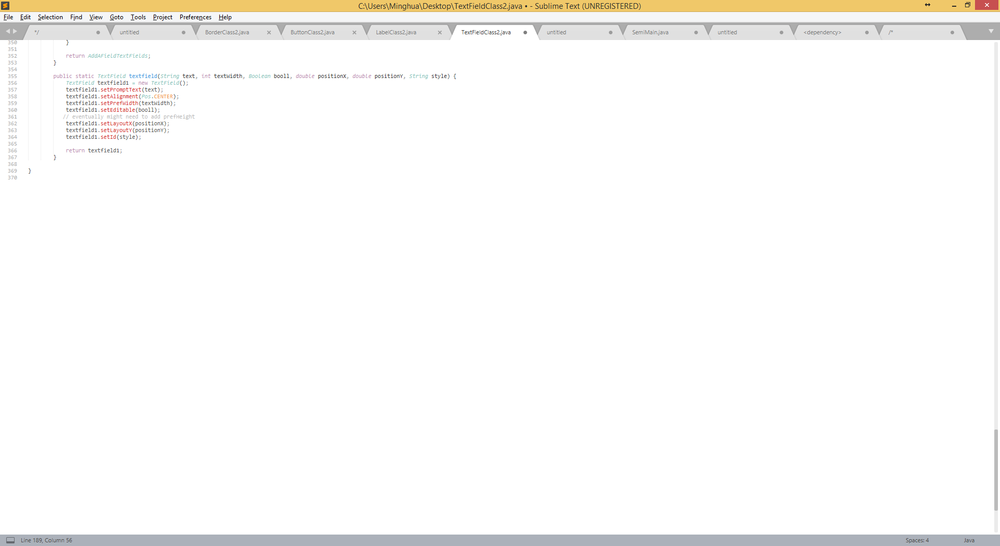 C:\Users\Minghua\Desktop\TextFieldClass2.java • - Sublime Text (UNREGISTERED)
File Edit Selection Find View Goto Tools Project Preferences Help
*/ untitled BorderClass2.java ButtonClass2.java LabelClass2.java TextFieldClass2.java untitled SemiMain.java untitled <dependency> /*
350 }
351
352 return AddAFieldTextFields;
353 }
354
355 public static TextField textfield(String text, int textWidth, Boolean booll, double positionX, double positionY, String style) {
356 TextField textfield1 = new TextField();
357 textfield1.setPromptText(text);
358 textfield1.setAlignment(Pos.CENTER);
359 textfield1.setPrefWidth(textWidth);
360 textfield1.setEditable(booll);
361 // eventually might need to add prefHeight
362 textfield1.setLayoutX(positionX);
363 textfield1.setLayoutY(positionY);
364 textfield1.setId(style);
365
366 return textfield1;
367 }
368
369 }
370
Line 189, Column 56 Spaces: 4 Java